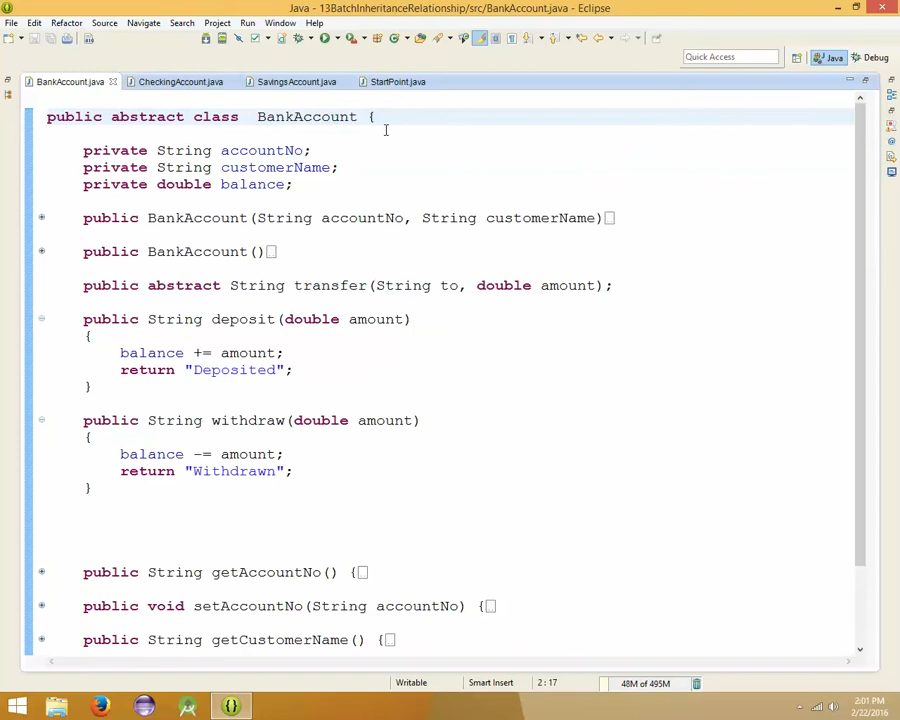 Java - 13BatchInheritanceRelationship/src/BankAccount.java - Eclipse
File Edit Refactor Source Navigate Search Project Run Window Help
Quick Access Java Debug
BankAccount.java CheckingAccount.java SavingsAccount.java StartPoint.java
public abstract class BankAccount {
private String accountNo;
private String customerName;
private double balance;
public BankAccount(String accountNo, String customerName)
public BankAccount()
public abstract String transfer(String to, double amount);
public String deposit(double amount)
{
balance += amount;
return "Deposited";
}
public String withdraw(double amount)
{
balance -= amount;
return "Withdrawn";
}
public String getAccountNo() {
public void setAccountNo(String accountNo) {
public String getCustomerName() {
Writable Smart Insert 2 : 17 48M of 495M
2:01 PM
2/22/2016